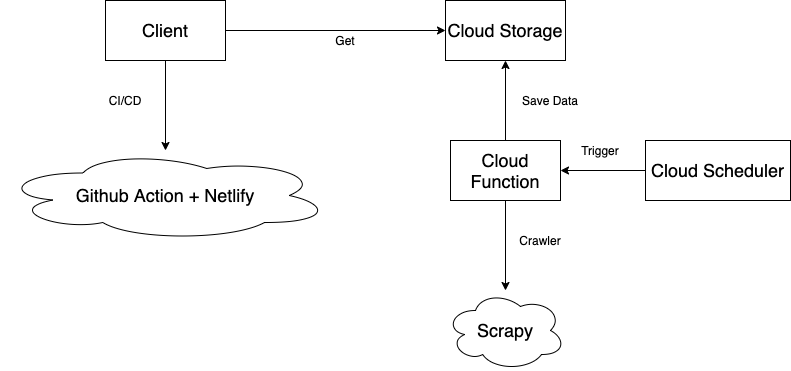 Client
Get
Cloud Storage
CI/CD
Save Data
Github Action + Netlify
Cloud
Function
Trigger
Cloud Scheduler
Crawler
Scrapy